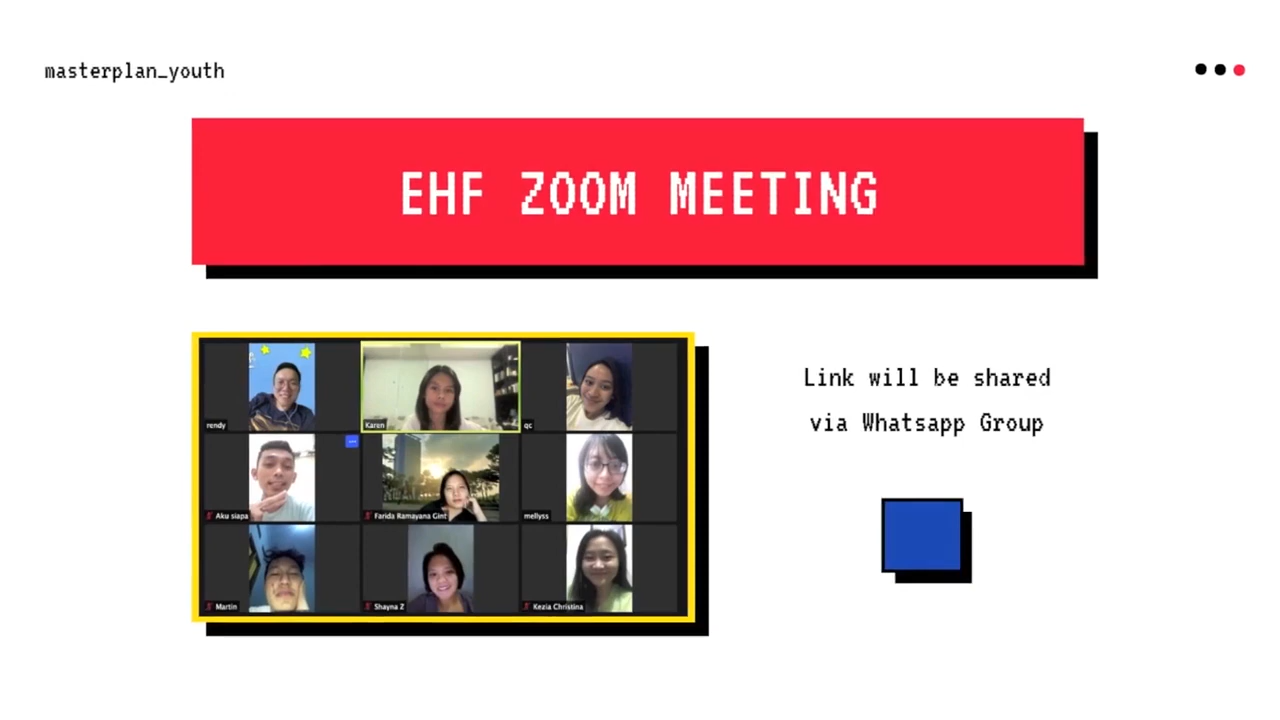 masterplan_youth
EHF ZOOM MEETING
Link will be shared
via Whatsapp Group
rendy
Karen
qc
Aku siapa
Farida Ramayana Gint
mellyss
Martin
Shayna Z
Kezia Christina